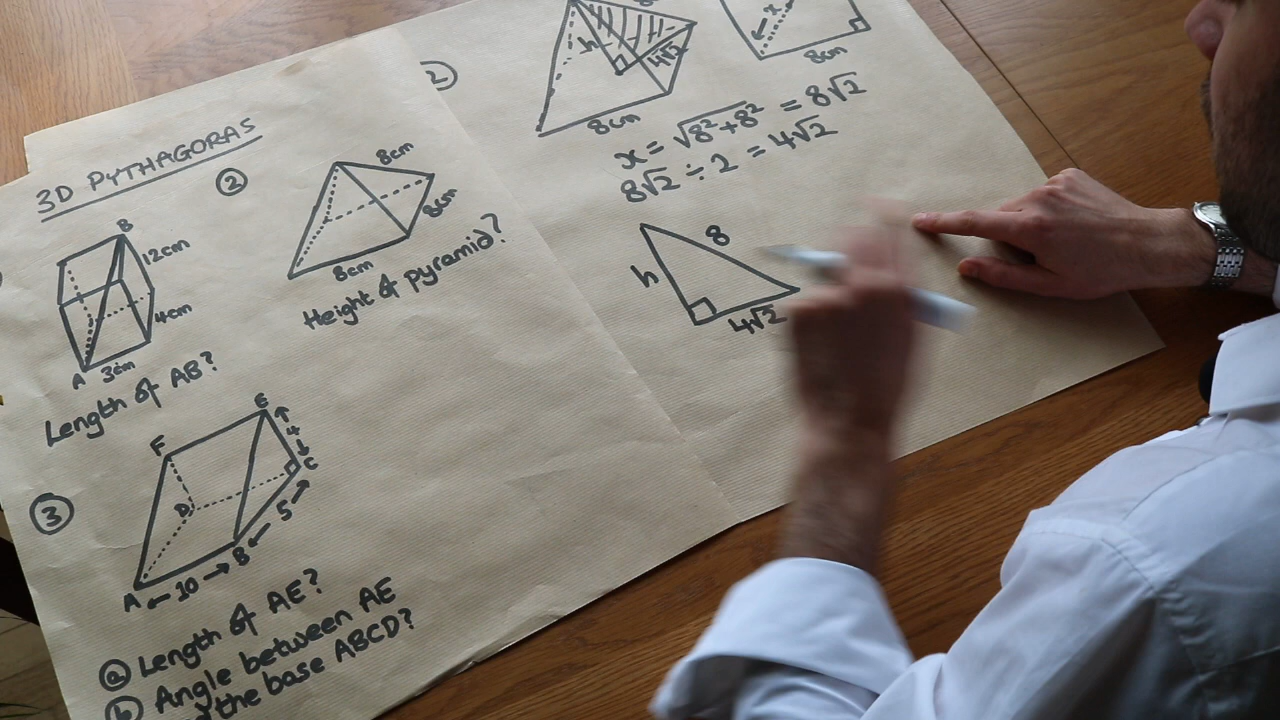 3D PYTHAGORAS
B
12cm
4cm
A 3cm
Length of AB?
②
8cm
8cm
8cm
Height of pyramid?
③
E
F
4
C
D
5
B
A
10
ⓐ Length of AE?
ⓑ Angle between AE
the base ABCD?
②
h
4√2
8cm
x
8cm
x = √8²+8² = 8√2
8√2 ÷ 2 = 4√2
8
h
4√2